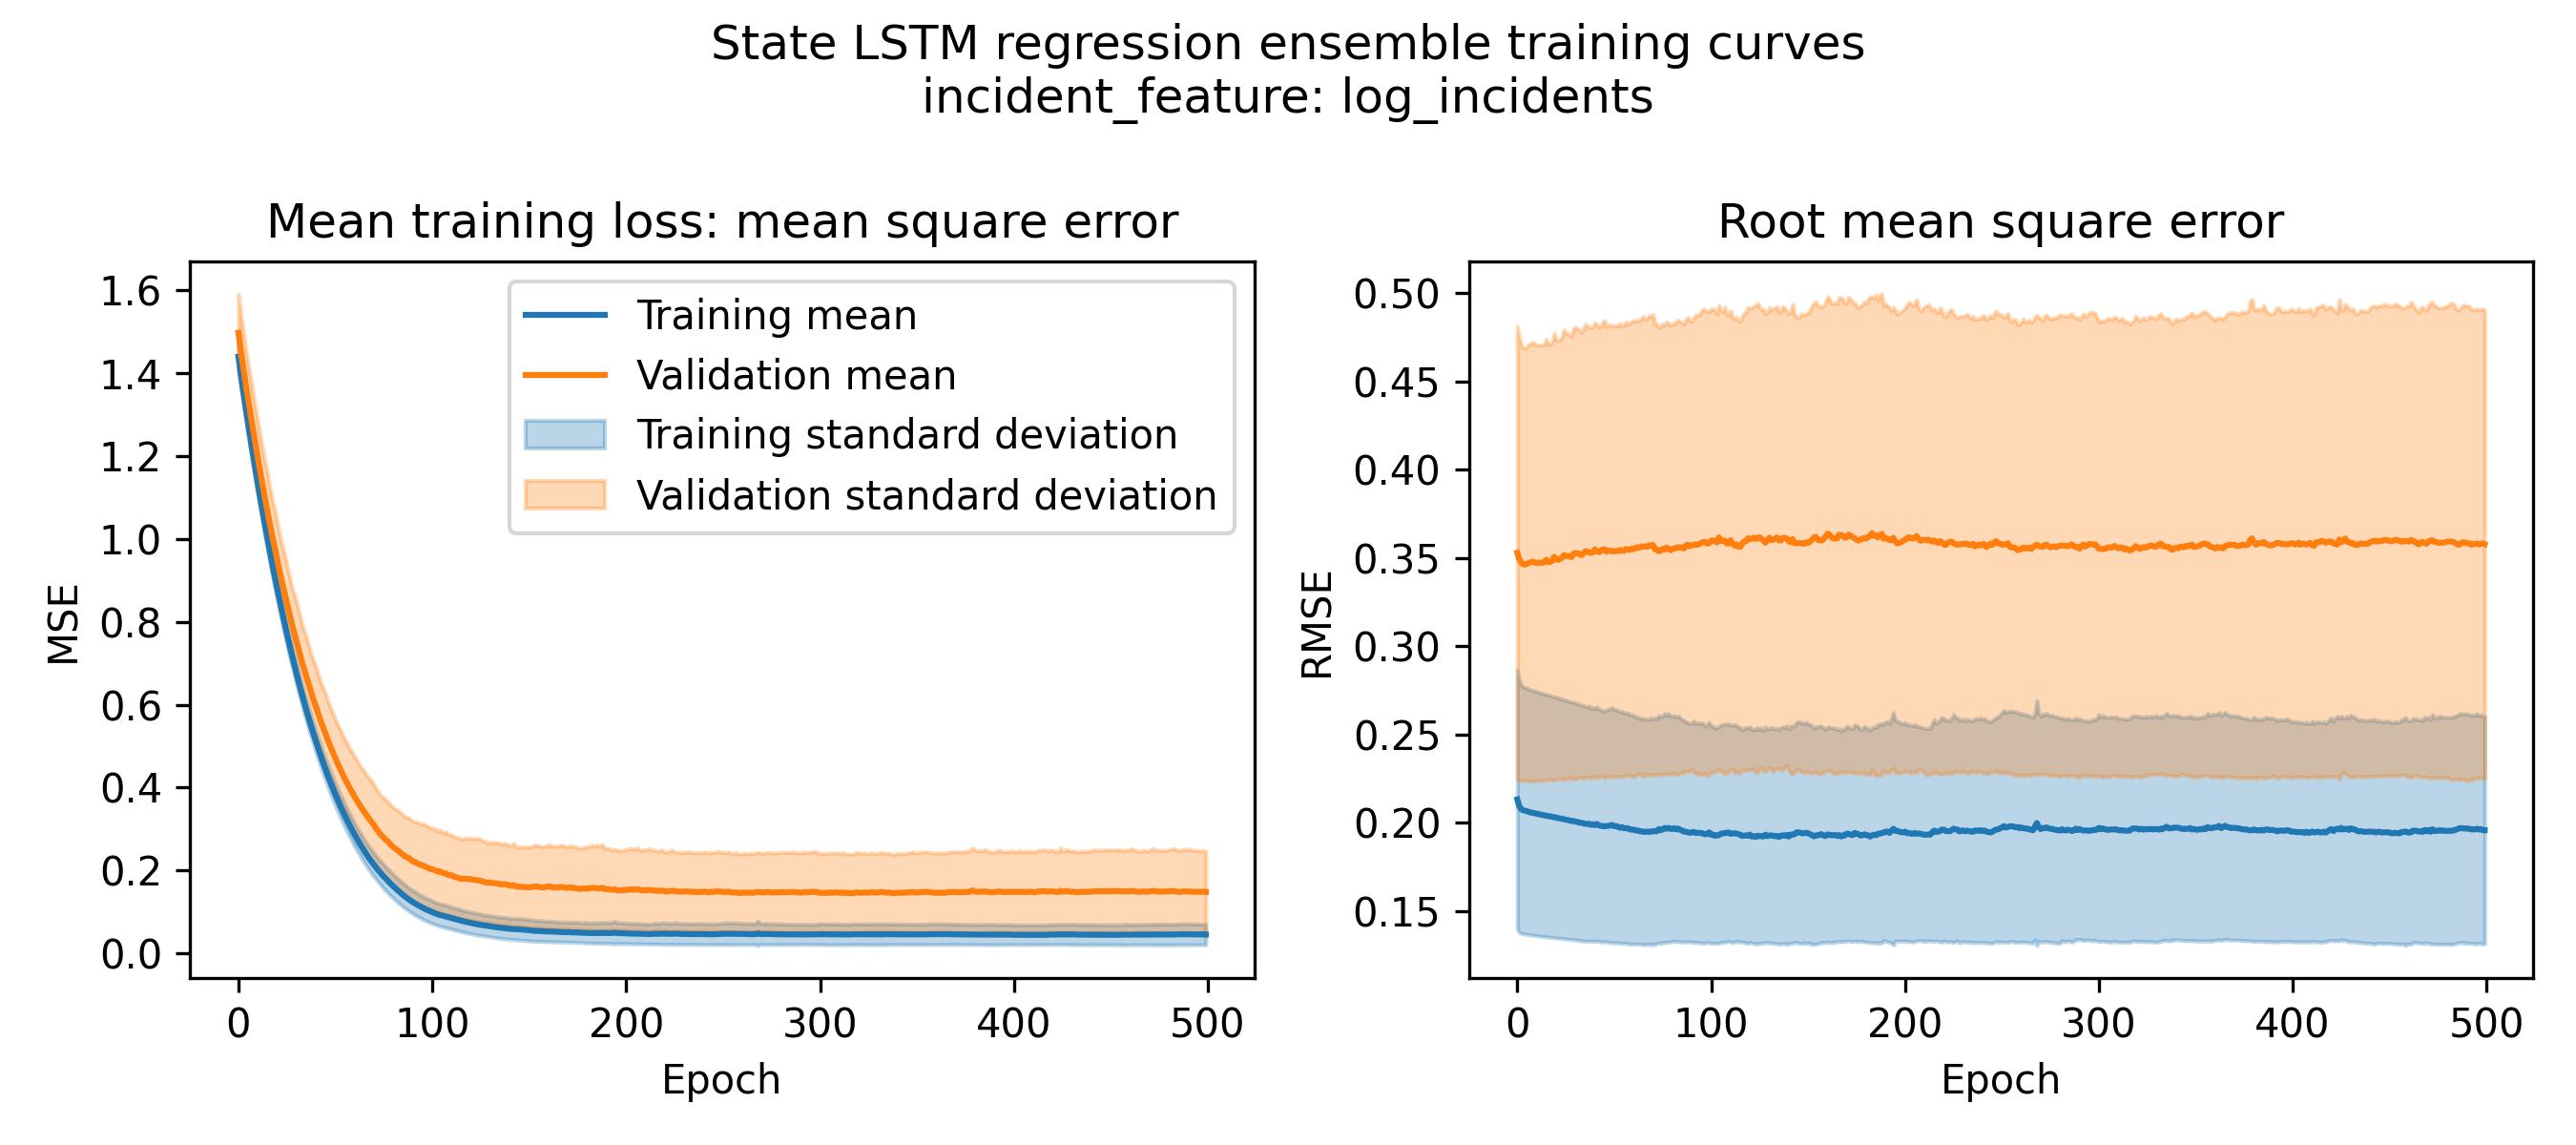 State LSTM regression ensemble training curves
incident_feature: log_incidents
Mean training loss: mean square error
1.6
1.4
1.2
1.0
0.8
0.6
0.4
0.2
0.0
MSE
Training mean
Validation mean
Training standard deviation
Validation standard deviation
0 100 200 300 400 500
Epoch
Root mean square error
0.50
0.45
0.40
0.35
0.30
0.25
0.20
0.15
RMSE
0 100 200 300 400 500
Epoch